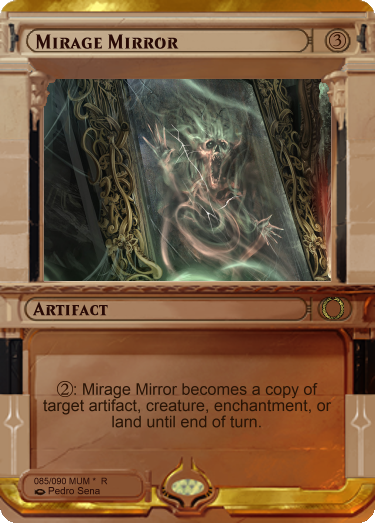 Mirage Mirror 3
Artifact
2: Mirage Mirror becomes a copy of
target artifact, creature, enchantment, or
land until end of turn.
085/090 MUM * R
Pedro Sena